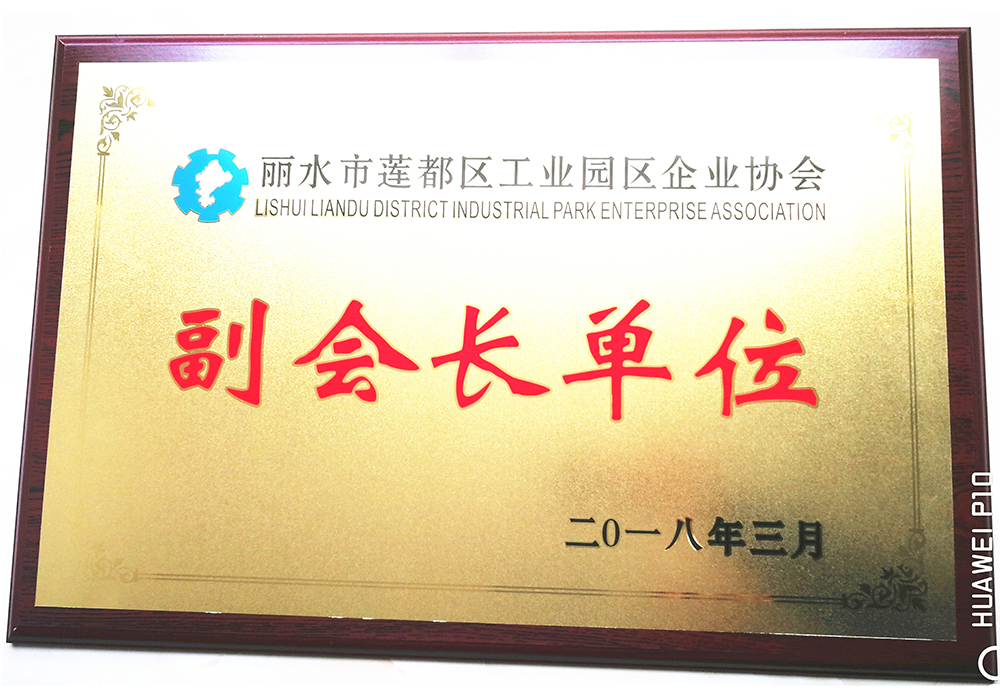 丽水市莲都区工业园区企业协会
LISHUI LIANDU DISTRICT INDUSTRIAL PARK ENTERPRISE ASSOCIATION
副会长单位
二〇一八年三月
HUAWEI P10